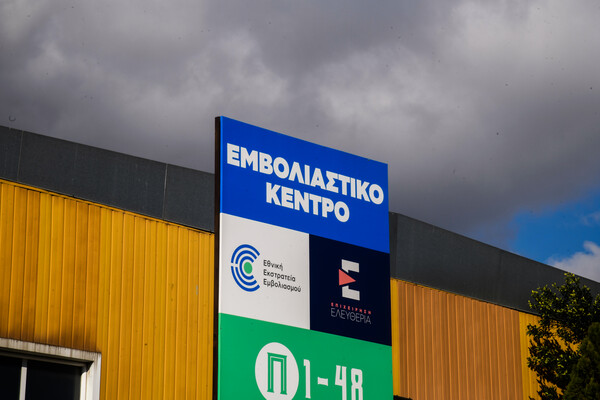 ΕΜΒΟΛΙΑΣΤΙΚΟ
ΚΕΝΤΡΟ
Εθνική
Εκστρατεία
Εμβολιασμού
Ε
ΕΠΙΧΕΙΡΗΣΗ
ΕΛΕΥΘΕΡΙΑ
Π 1-48